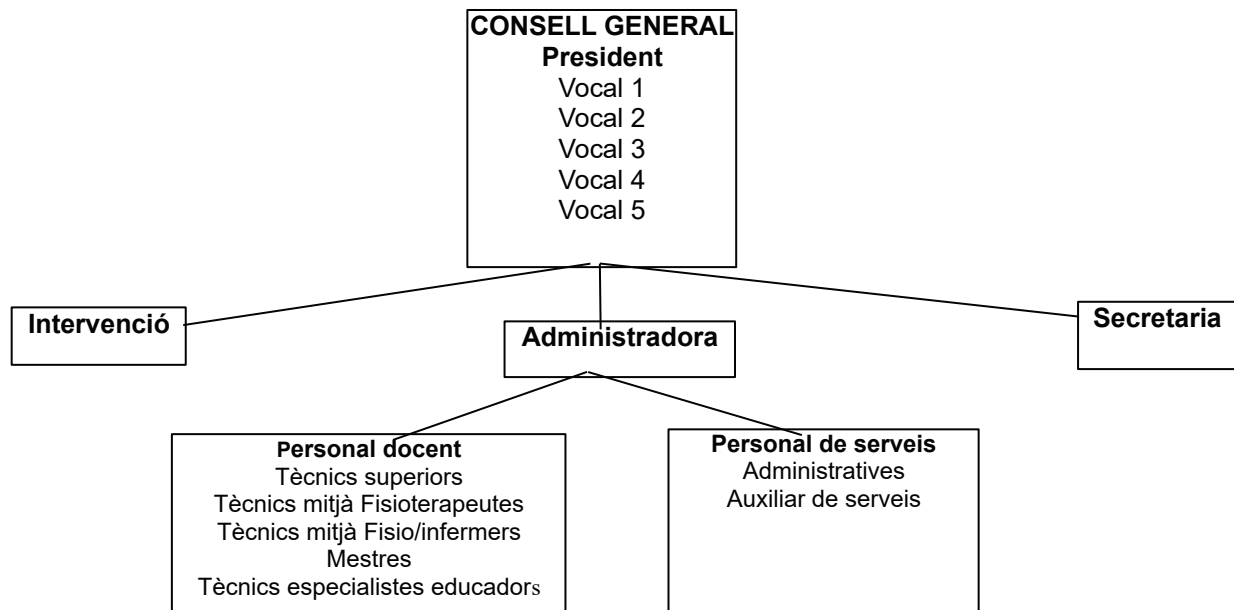 CONSELL GENERAL
President
Vocal 1
Vocal 2
Vocal 3
Vocal 4
Vocal 5
Intervenció
Administradora
Secretaria
Personal docent
Tècnics superiors
Tècnics mitjà Fisioterapeutes
Tècnics mitjà Fisio/infermers
Mestres
Tècnics especialistes educadors
Personal de serveis
Administratives
Auxiliar de serveis